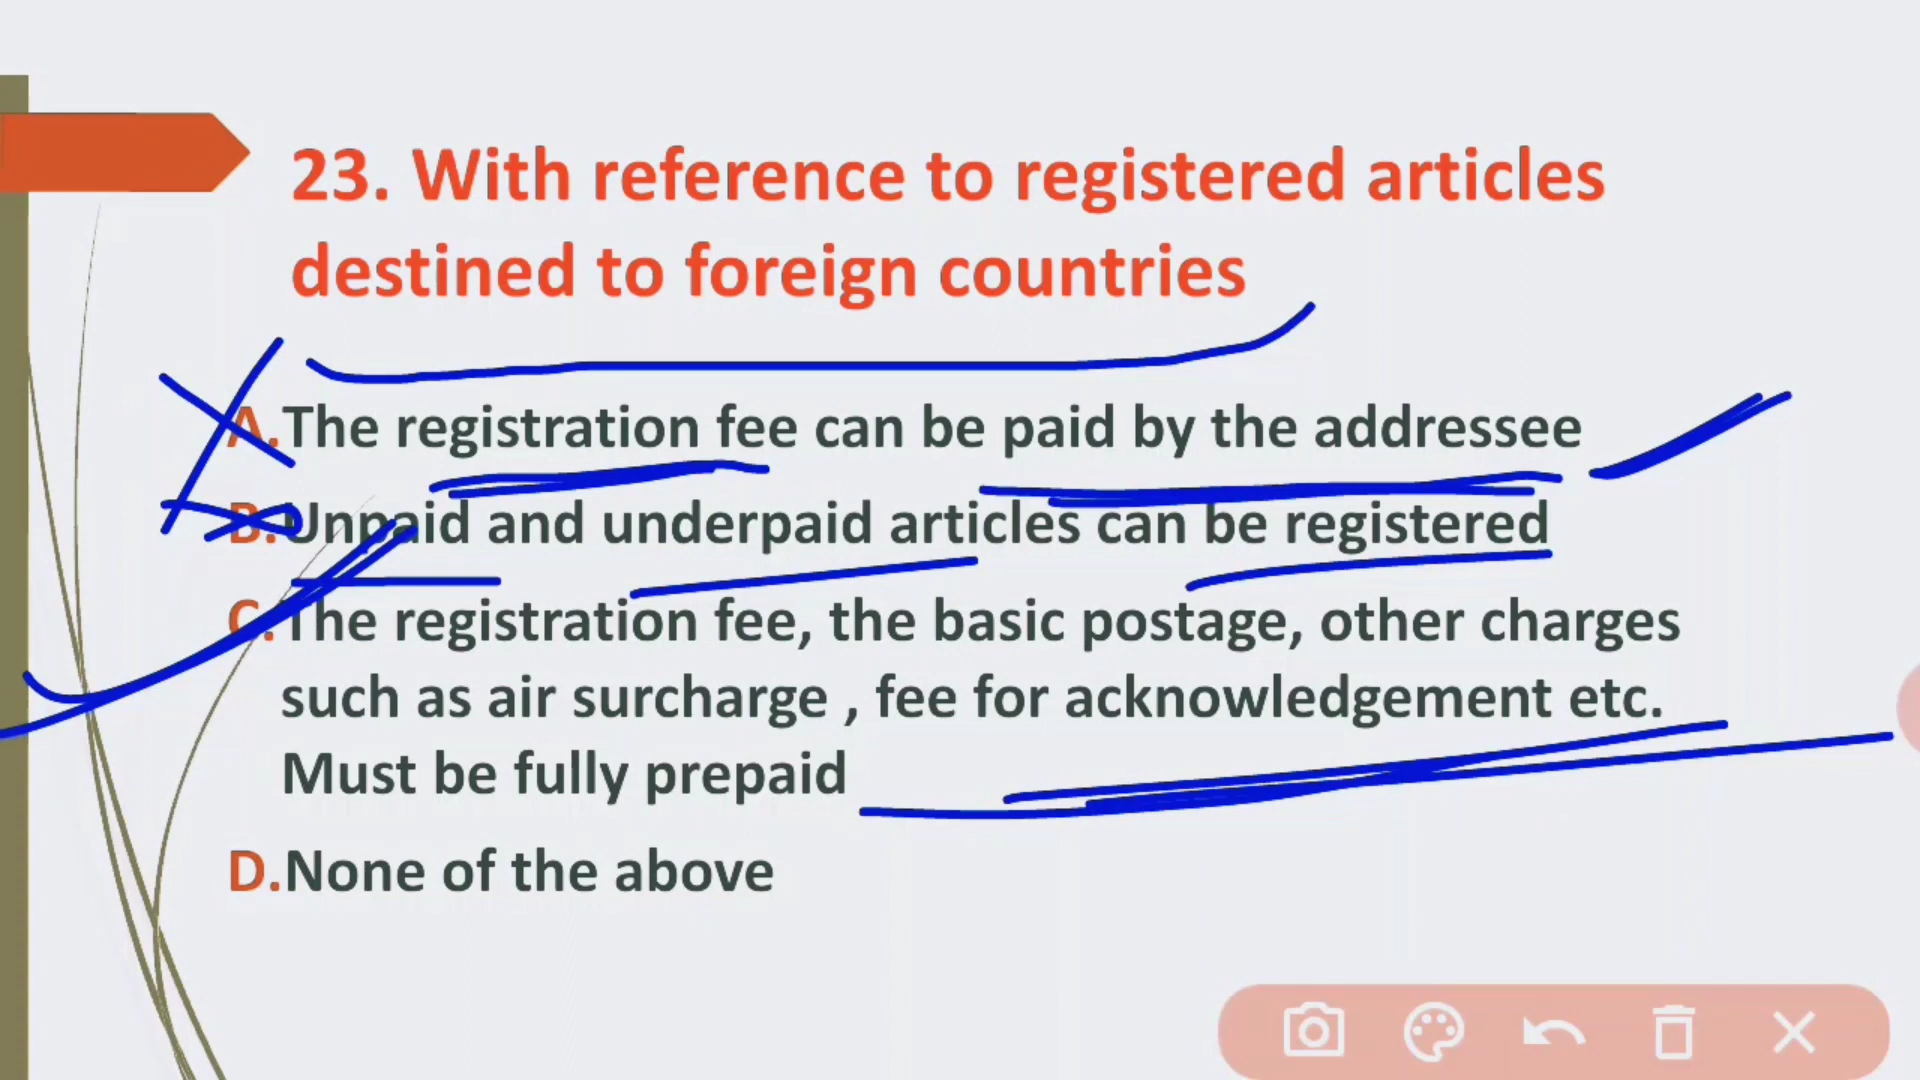 23. With reference to registered articles
destined to foreign countries
A.The registration fee can be paid by the addressee
B.Unpaid and underpaid articles can be registered
C.The registration fee, the basic postage, other charges
such as air surcharge , fee for acknowledgement etc.
Must be fully prepaid
D.None of the above